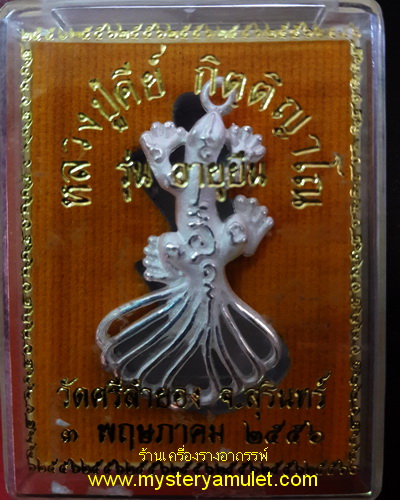 หลวงปู่คีย์ กิตติญาโณ
รุ่น อายุยืน
วัดศรีลำยอง จ.สุรินทร์
๓ พฤษภาคม ๒๕๕๖
ร้านเครื่องรางอาถรรพ์
www.mysteryamulet.com